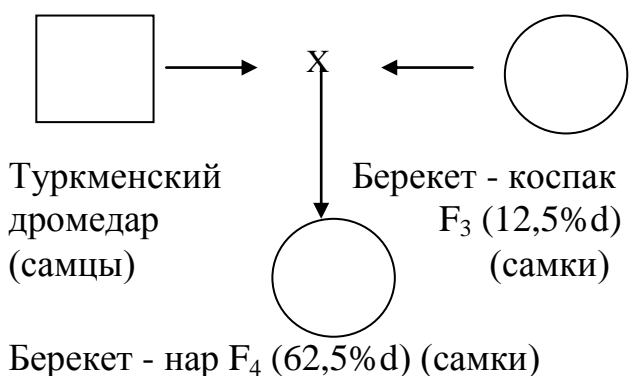 X
Туркменский дромедар (самцы)
Берекет - коспак F₃ (12,5%d) (самки)
Берекет - нар F₄ (62,5%d) (самки)